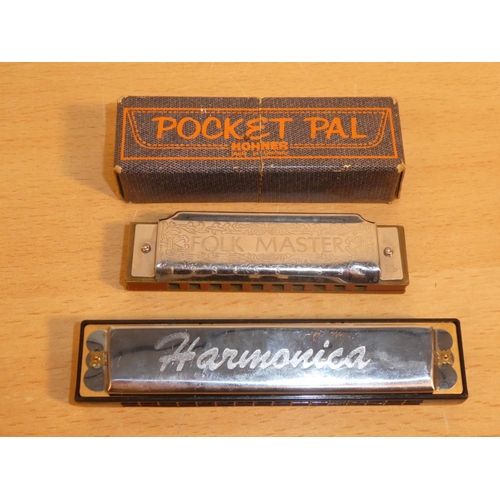 POCKET PAL
HOHNER
FOLK MASTER
Harmonica